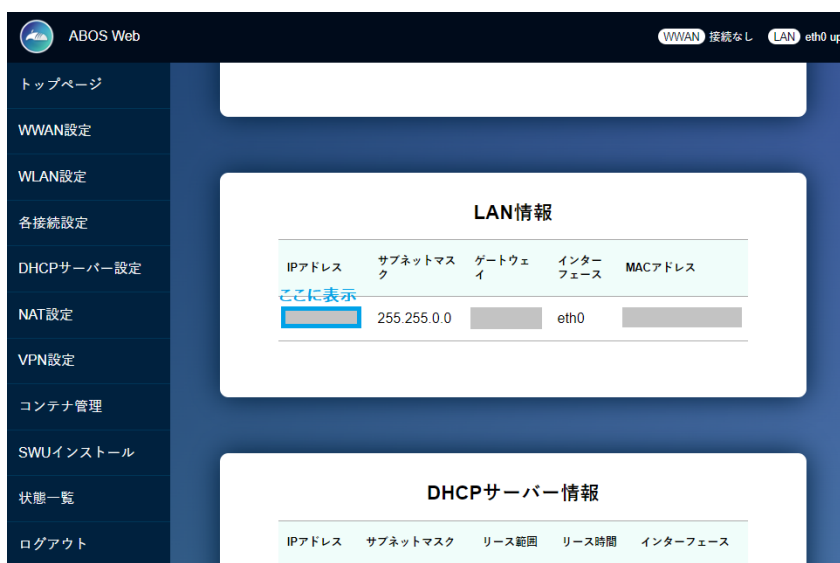 ABOS Web
WWAN 接続なし LAN eth0 up
トップページ
WWAN設定
WLAN設定
各接続設定
DHCPサーバー設定
NAT設定
VPN設定
コンテナ管理
SWUインストール
状態一覧
ログアウト
LAN情報
IPアドレス サブネットマスク ゲートウェイ インターフェース MACアドレス
ここに表示
255.255.0.0 eth0
DHCPサーバー情報
IPアドレス サブネットマスク リース範囲 リース時間 インターフェース